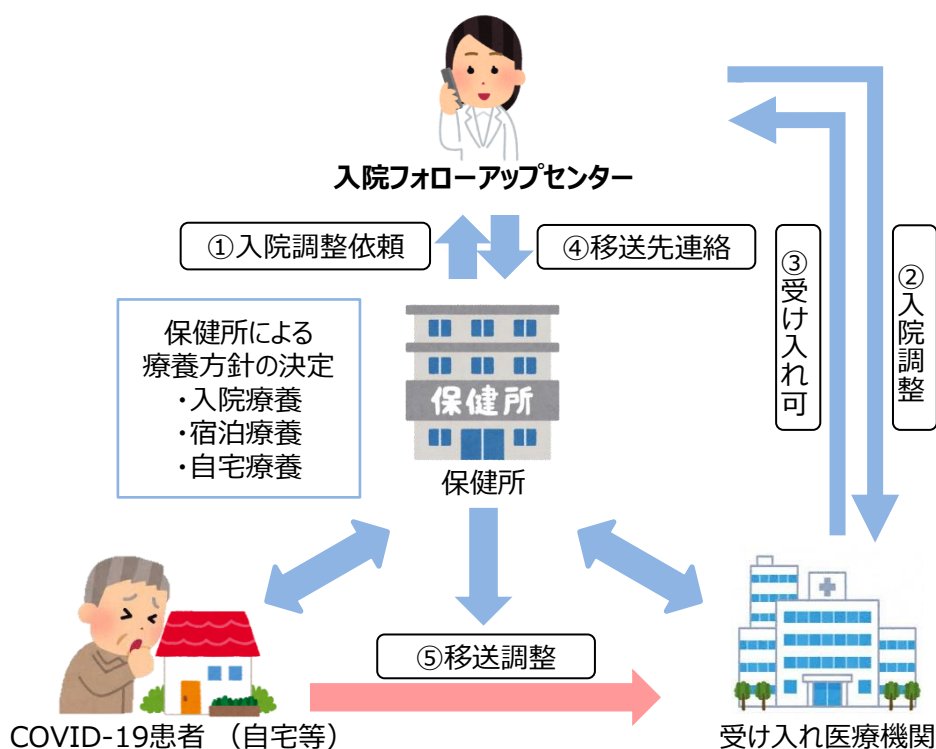 入院フォローアップセンター
①入院調整依頼
④移送先連絡
③受け入れ可
②入院調整
保健所による
療養方針の決定
・入院療養
・宿泊療養
・自宅療養
保健所
保健所
⑤移送調整
COVID-19患者 （自宅等）
受け入れ医療機関